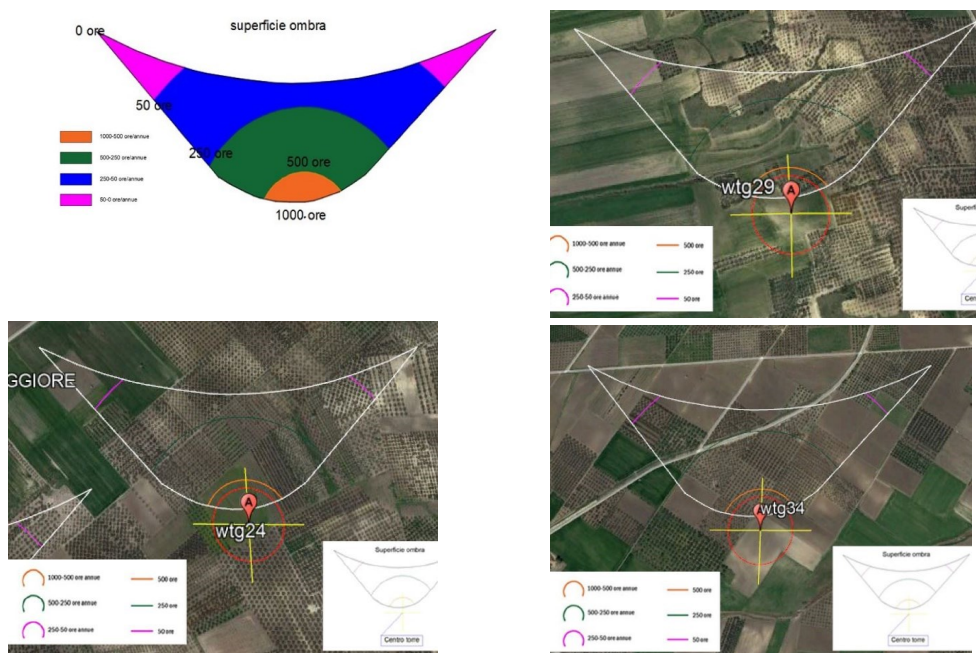 superficie ombra
0 ore
50 ore
250 ore
500 ore
1000 ore
1000-500 ore/annue
500-250 ore/annue
250-50 ore/annue
50-0 ore/annue
wtg29
A
1000-500 ore annue
500 ore
500-250 ore annue
250 ore
250-50 ore annue
50 ore
Superfi
Centro
GGIORE
A
wtg24
1000-500 ore annue
500 ore
500-250 ore annue
250 ore
250-50 ore annue
50 ore
Superficie ombra
Centro torre
A
wtg34
1000-500 ore annue
500 ore
500-250 ore annue
250 ore
250-50 ore annue
50 ore
Superficie ombra
Centro torre